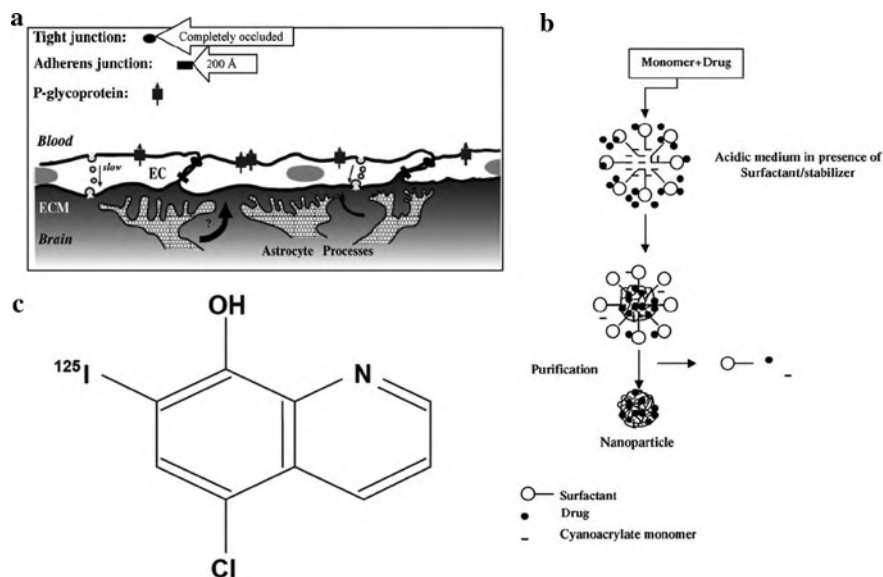 a
Tight junction:
Completely occluded
Adherens junction:
200 Å
P-glycoprotein:
Blood
slow
EC
ECM
?
Brain
Astrocyte Processes
b
Monomer+Drug
Acidic medium in presence of
Surfactant/stabilizer
Purification
Nanoparticle
Surfactant
Drug
Cyanoacrylate monomer
c
OH
125I
N
Cl